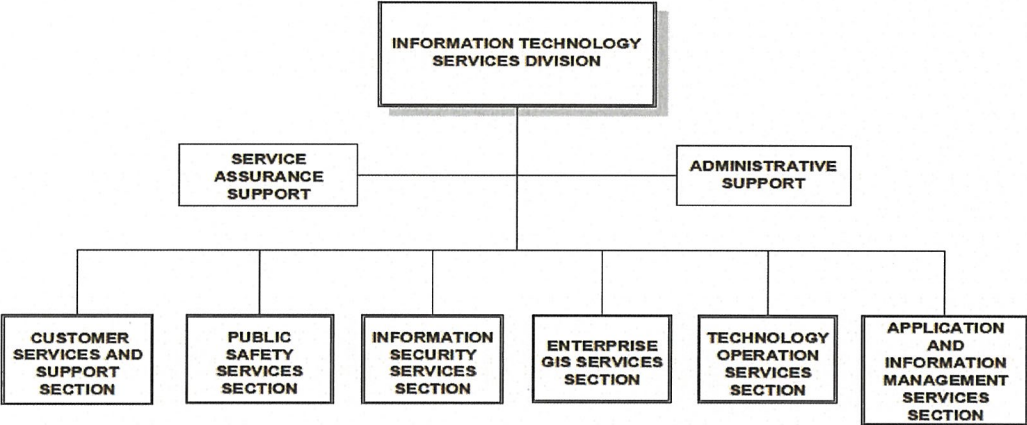 INFORMATION TECHNOLOGY
SERVICES DIVISION
SERVICE
ASSURANCE
SUPPORT
ADMINISTRATIVE
SUPPORT
CUSTOMER
SERVICES AND
SUPPORT
SECTION
PUBLIC
SAFETY
SERVICES
SECTION
INFORMATION
SECURITY
SERVICES
SECTION
ENTERPRISE
GIS SERVICES
SECTION
TECHNOLOGY
OPERATION
SERVICES
SECTION
APPLICATION
AND
INFORMATION
MANAGEMENT
SERVICES
SECTION